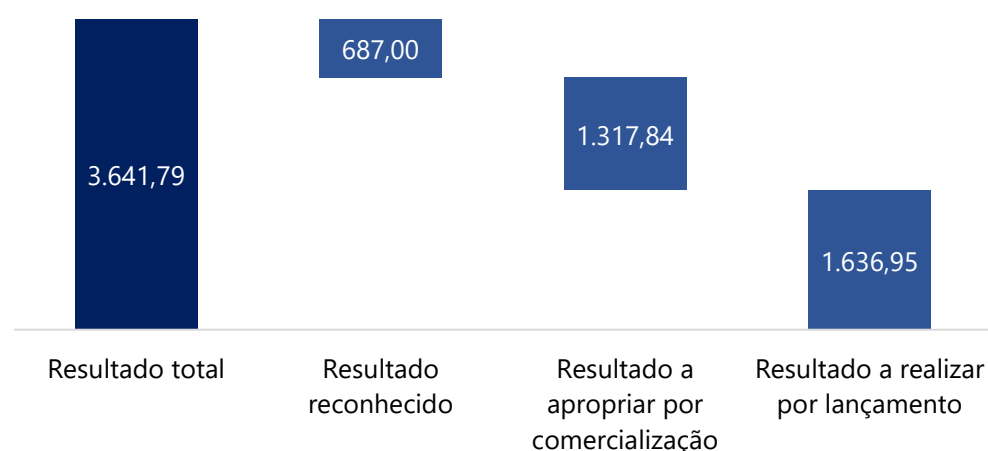 687,00
1.317,84
3.641,79
1.636,95
Resultado total
Resultado
reconhecido
Resultado a
apropriar por
comercialização
Resultado a realizar
por lançamento